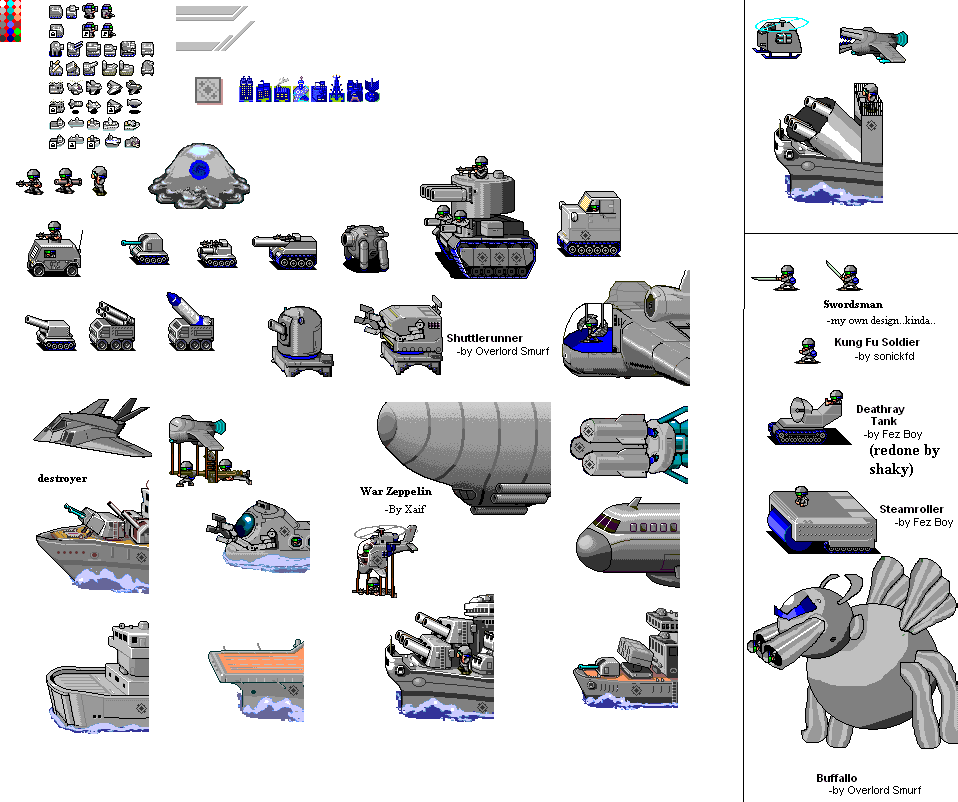 Shuttlerunner
-by Overlord Smurf
destroyer
War Zeppelin
-By Xaif
Swordsman
-my own design..kinda..
Kung Fu Soldier
-by sonickfd
Deathray
Tank
-by Fez Boy
(redone by
shaky)
Steamroller
-by Fez Boy
Buffallo
-by Overlord Smurf